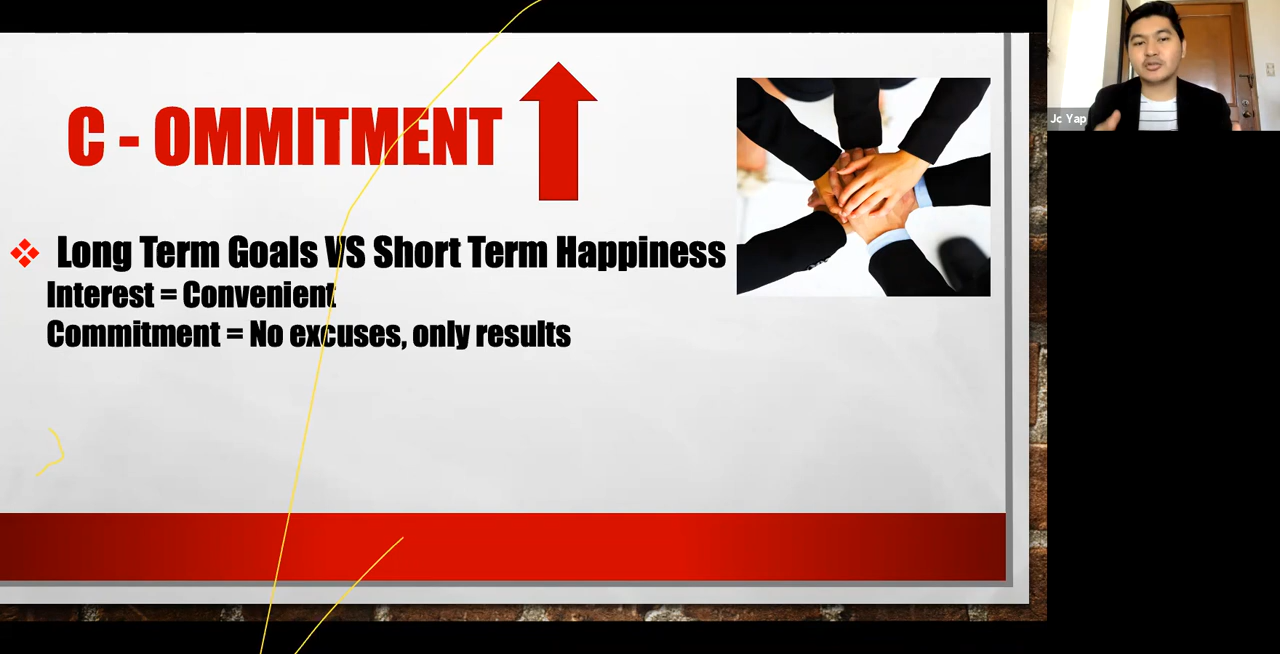 C - OMMITMENT
Long Term Goals VS Short Term Happiness
Interest = Convenient
Commitment = No excuses, only results
Jc Yap